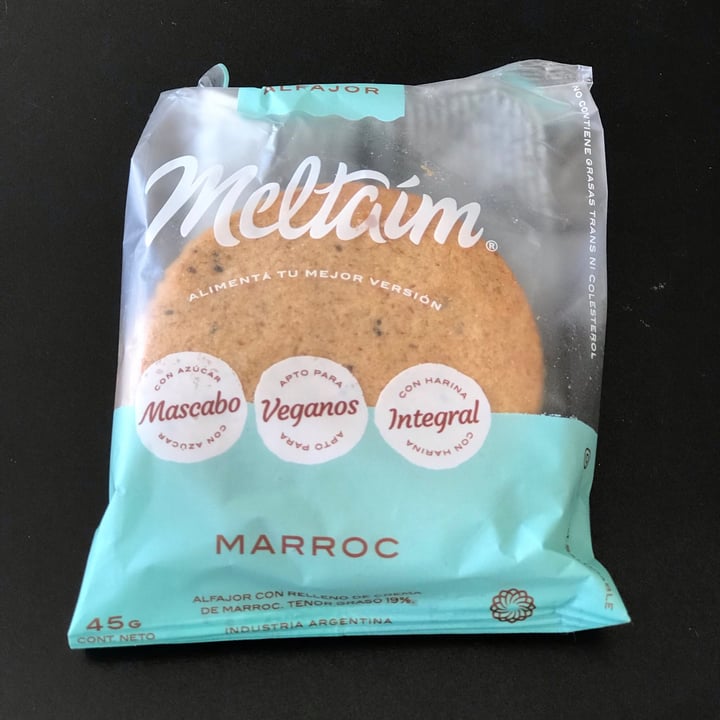 ALFAJOR
Meltaím®
ALIMENTA TU MEJOR VERSIÓN
NO CONTIENE GRASAS TRANS NI COLESTEROL
CON AZÚCAR
Mascabo
CON AZÚCAR
APTO PARA
Veganos
APTO PARA
CON HARINA
Integral
CON HARINA
MARROC
ALFAJOR CON RELLENO DE CREMA
DE MARROC. TENOR GRASO 19%.
INDUSTRIA ARGENTINA
45 G
CONT. NETO